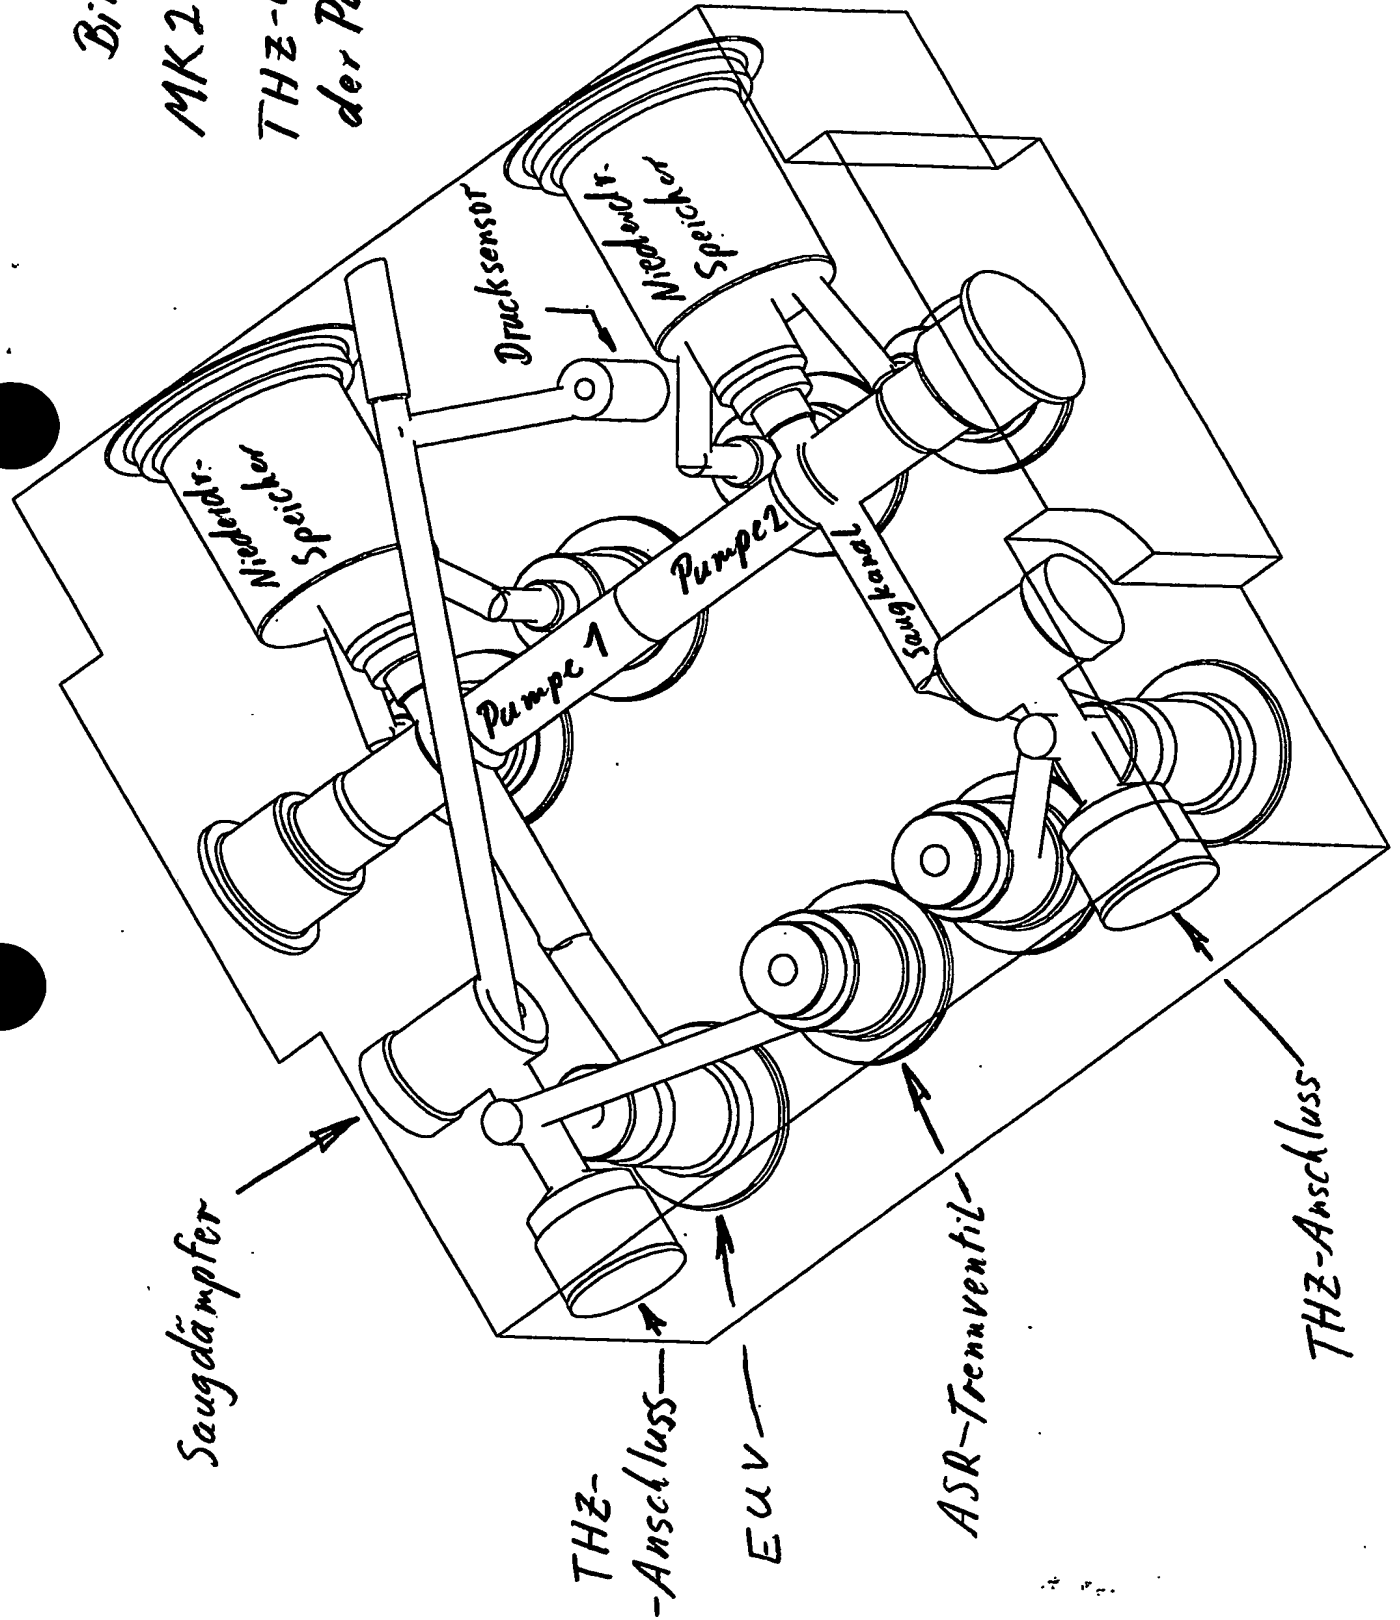 MK2
THZ-
der
Drucksensor
Niederdr.
Speicher
Niederdr.
Speicher
Pumpe 1
Pumpe 2
Saugkanal
Saugdämpfer
THZ-
-Anschluss
EUV
ASR-Trennventil
THZ-Anschluss